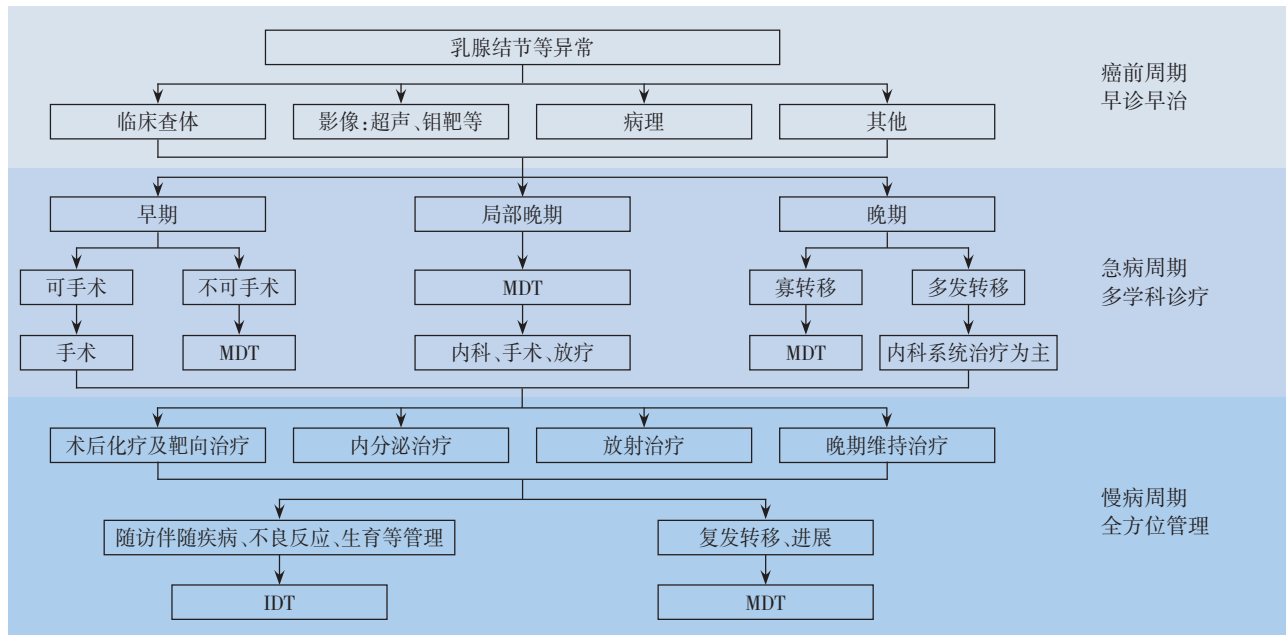 乳腺结节等异常
临床查体
影像:超声、钼靶等
病理
其他
癌前周期
早诊早治
早期
局部晚期
晚期
可手术
不可手术
MDT
寡转移
多发转移
手术
MDT
内科、手术、放疗
MDT
内科系统治疗为主
急病周期
多学科诊疗
术后化疗及靶向治疗
内分泌治疗
放射治疗
晚期维持治疗
随访伴随疾病、不良反应、生育等管理
复发转移、进展
IDT
MDT
慢病周期
全方位管理